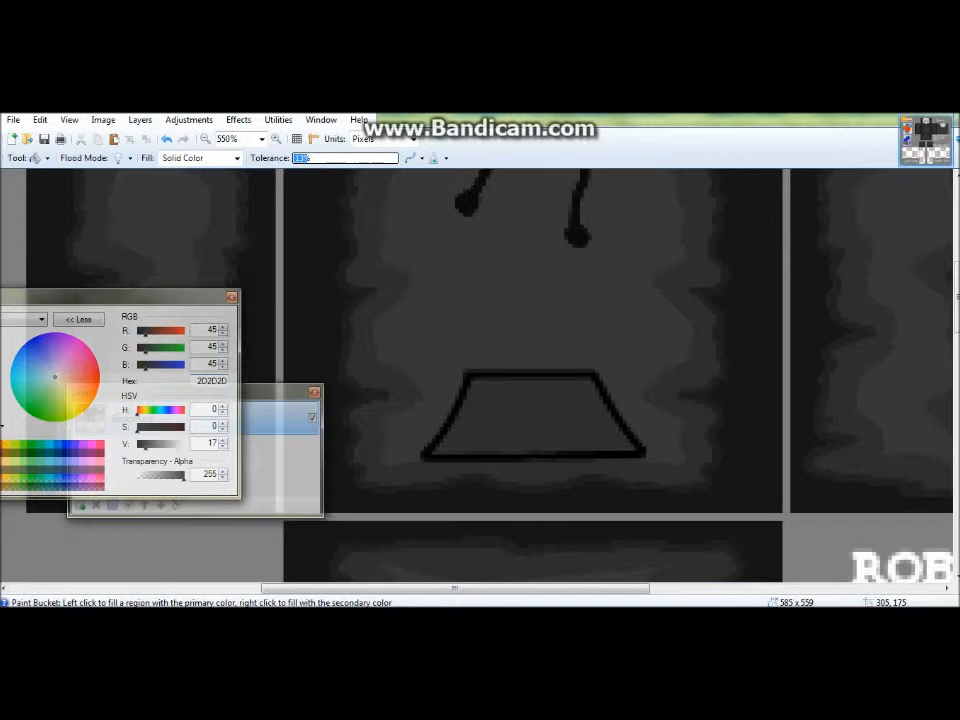 File Edit View Image Layers Adjustments Effects Utilities Window Help
www.Bandicam.com
550% Units: Pixels
Tool: Flood Mode: Fill: Solid Color Tolerance: 13%
RGB
<< Less
R: 45
G: 45
B: 45
Hex: 2D2D2D
HSV
H: 0
S: 0
V: 17
Transparency - Alpha
255
ROB
Paint Bucket: Left click to fill a region with the primary color, right click to fill with the secondary color 585 x 559 305, 175